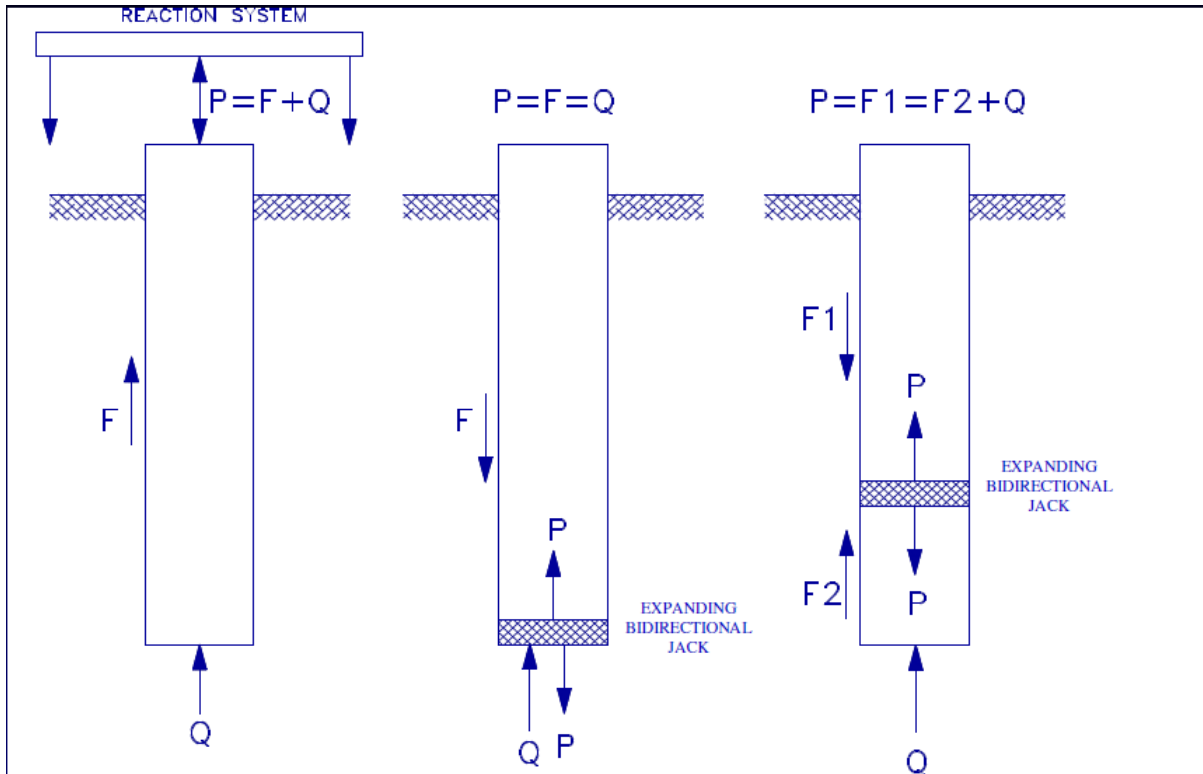 REACTION SYSTEM
P=F+Q
F
Q
P=F=Q
F
P
EXPANDING
BIDIRECTIONAL
JACK
Q
P
P=F1=F2+Q
F1
P
EXPANDING
BIDIRECTIONAL
JACK
F2
P
Q